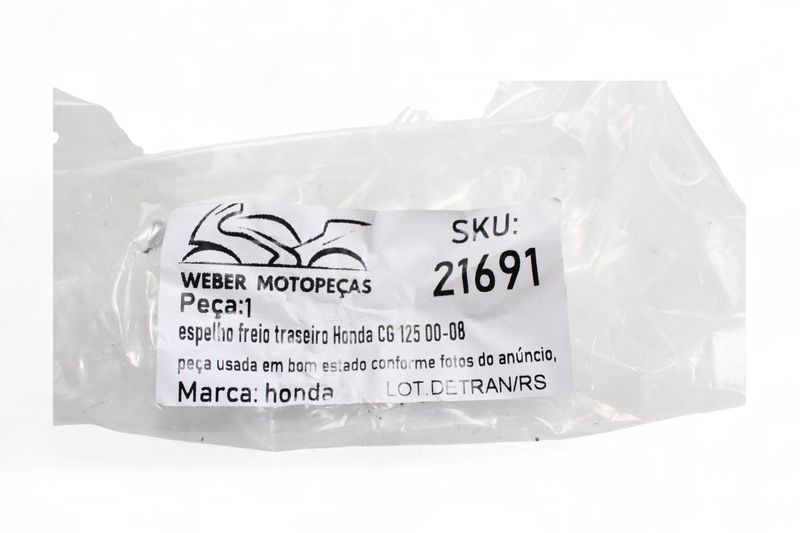 WEBER MOTOPEÇAS
SKU:
21691
Peça:1
espelho freio traseiro Honda CG 125 00-08
peça usada em bom estado conforme fotos do anúncio,
Marca: honda LOT.DETRAN/RS